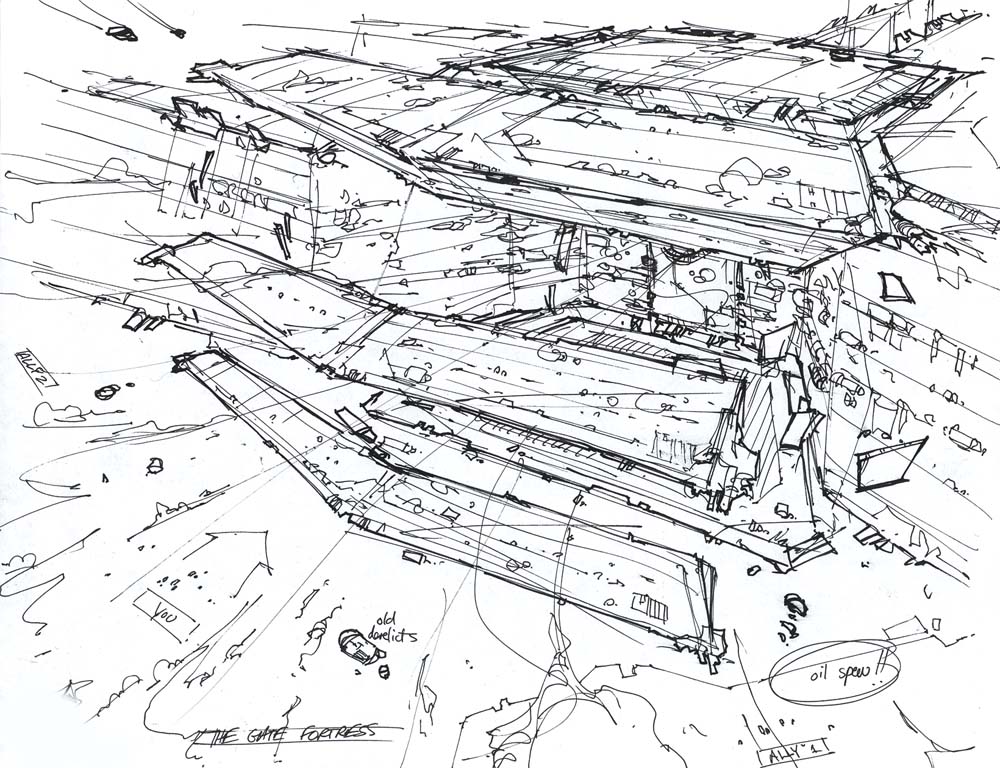 ALLY 2
YOU
old
derelicts
oil spew!!
THE GATE FORTRESS
ALLY 1